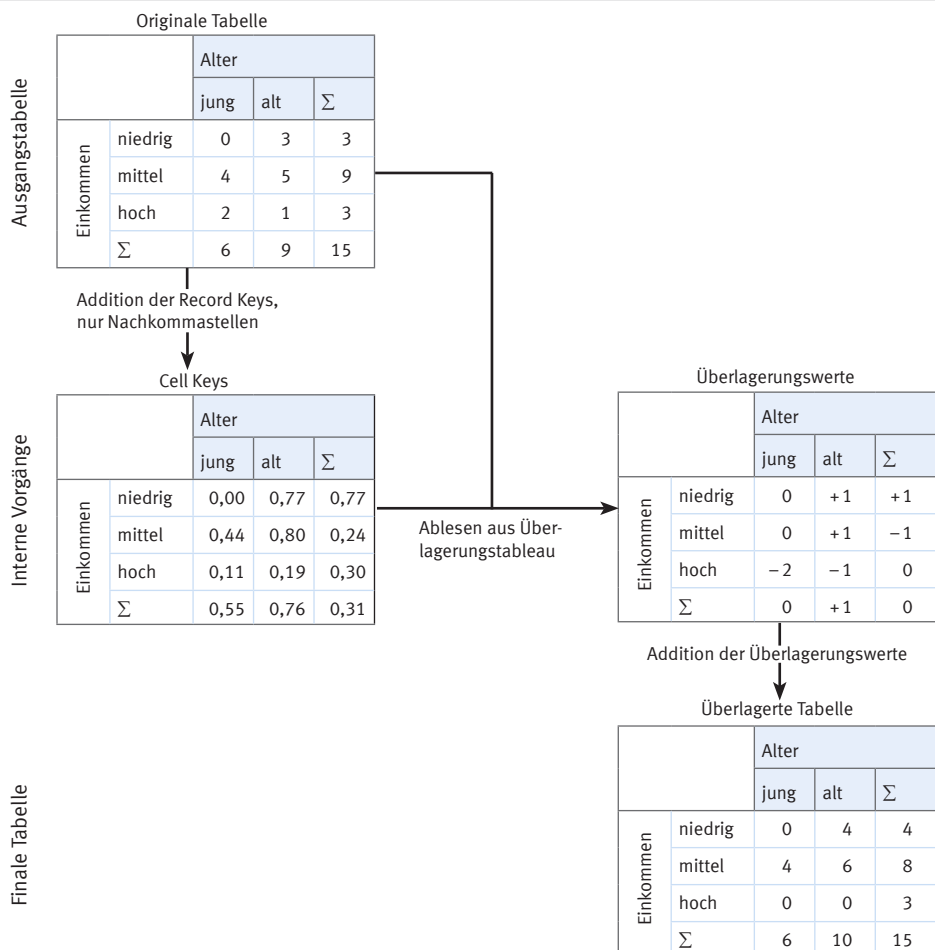 Originale Tabelle
Ausgangstabelle
Alter
jung alt Σ
Einkommen
niedrig 0 3 3
mittel 4 5 9
hoch 2 1 3
Σ 6 9 15
Addition der Record Keys,
nur Nachkommastellen
Cell Keys
Interne Vorgänge
Alter
jung alt Σ
Einkommen
niedrig 0,00 0,77 0,77
mittel 0,44 0,80 0,24
hoch 0,11 0,19 0,30
Σ 0,55 0,76 0,31
Ablesen aus Über-
lagerungstableau
Überlagerungswerte
Alter
jung alt Σ
Einkommen
niedrig 0 +1 +1
mittel 0 +1 −1
hoch −2 −1 0
Σ 0 +1 0
Addition der Überlagerungswerte
Überlagerte Tabelle
Finale Tabelle
Alter
jung alt Σ
Einkommen
niedrig 0 4 4
mittel 4 6 8
hoch 0 0 3
Σ 6 10 15